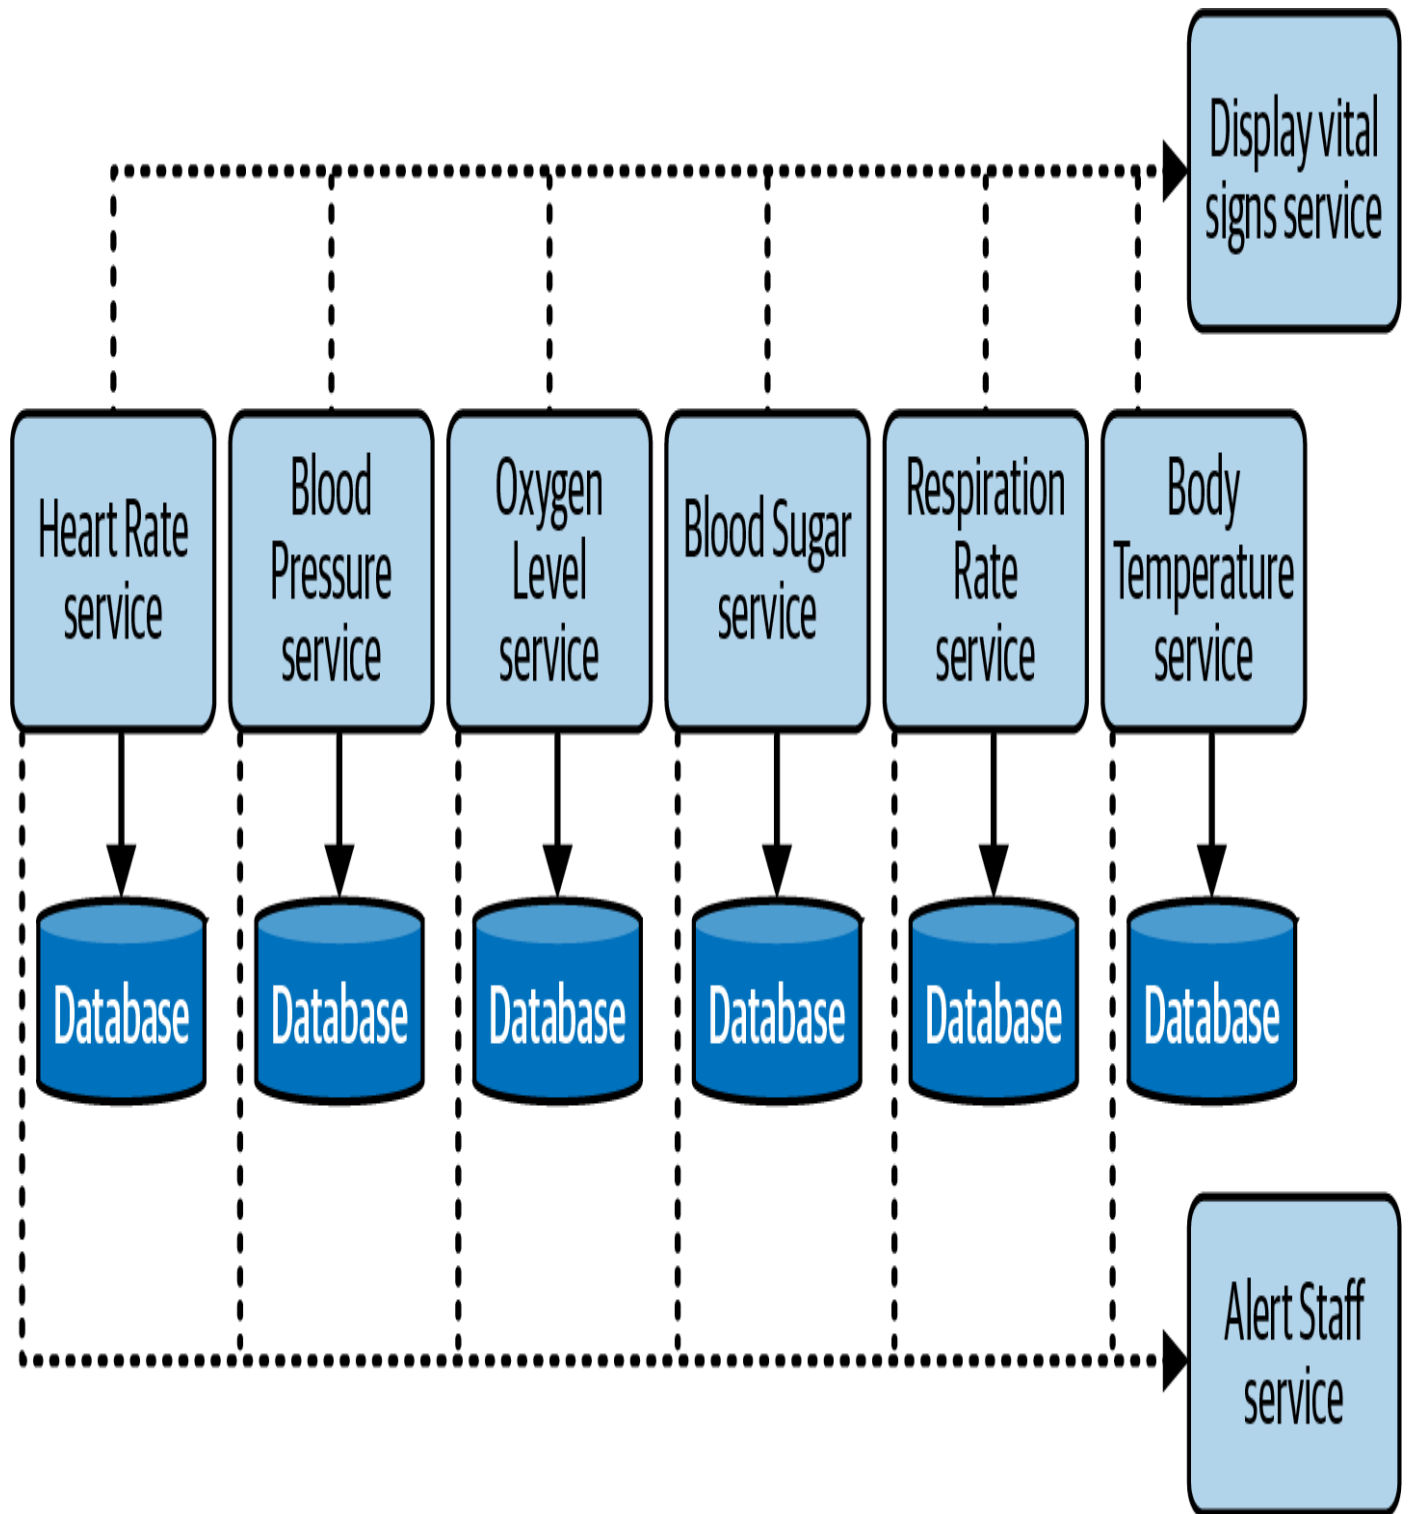 Display vital
signs service
Heart Rate
service
Blood
Pressure
service
Oxygen
Level
service
Blood Sugar
service
Respiration
Rate
service
Body
Temperature
service
Database
Database
Database
Database
Database
Database
Alert Staff
service